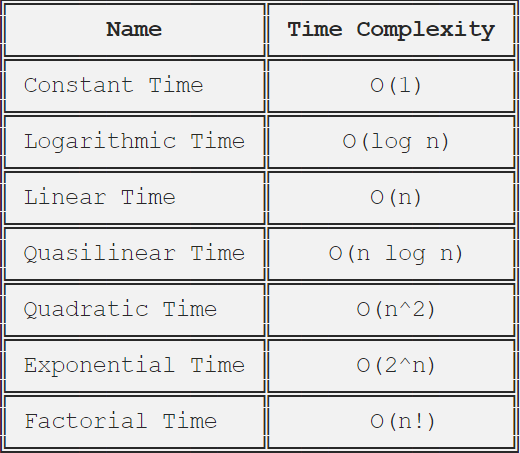 Name Time Complexity
Constant Time O(1)
Logarithmic Time O(log n)
Linear Time O(n)
Quasilinear Time O(n log n)
Quadratic Time O(n^2)
Exponential Time O(2^n)
Factorial Time O(n!)